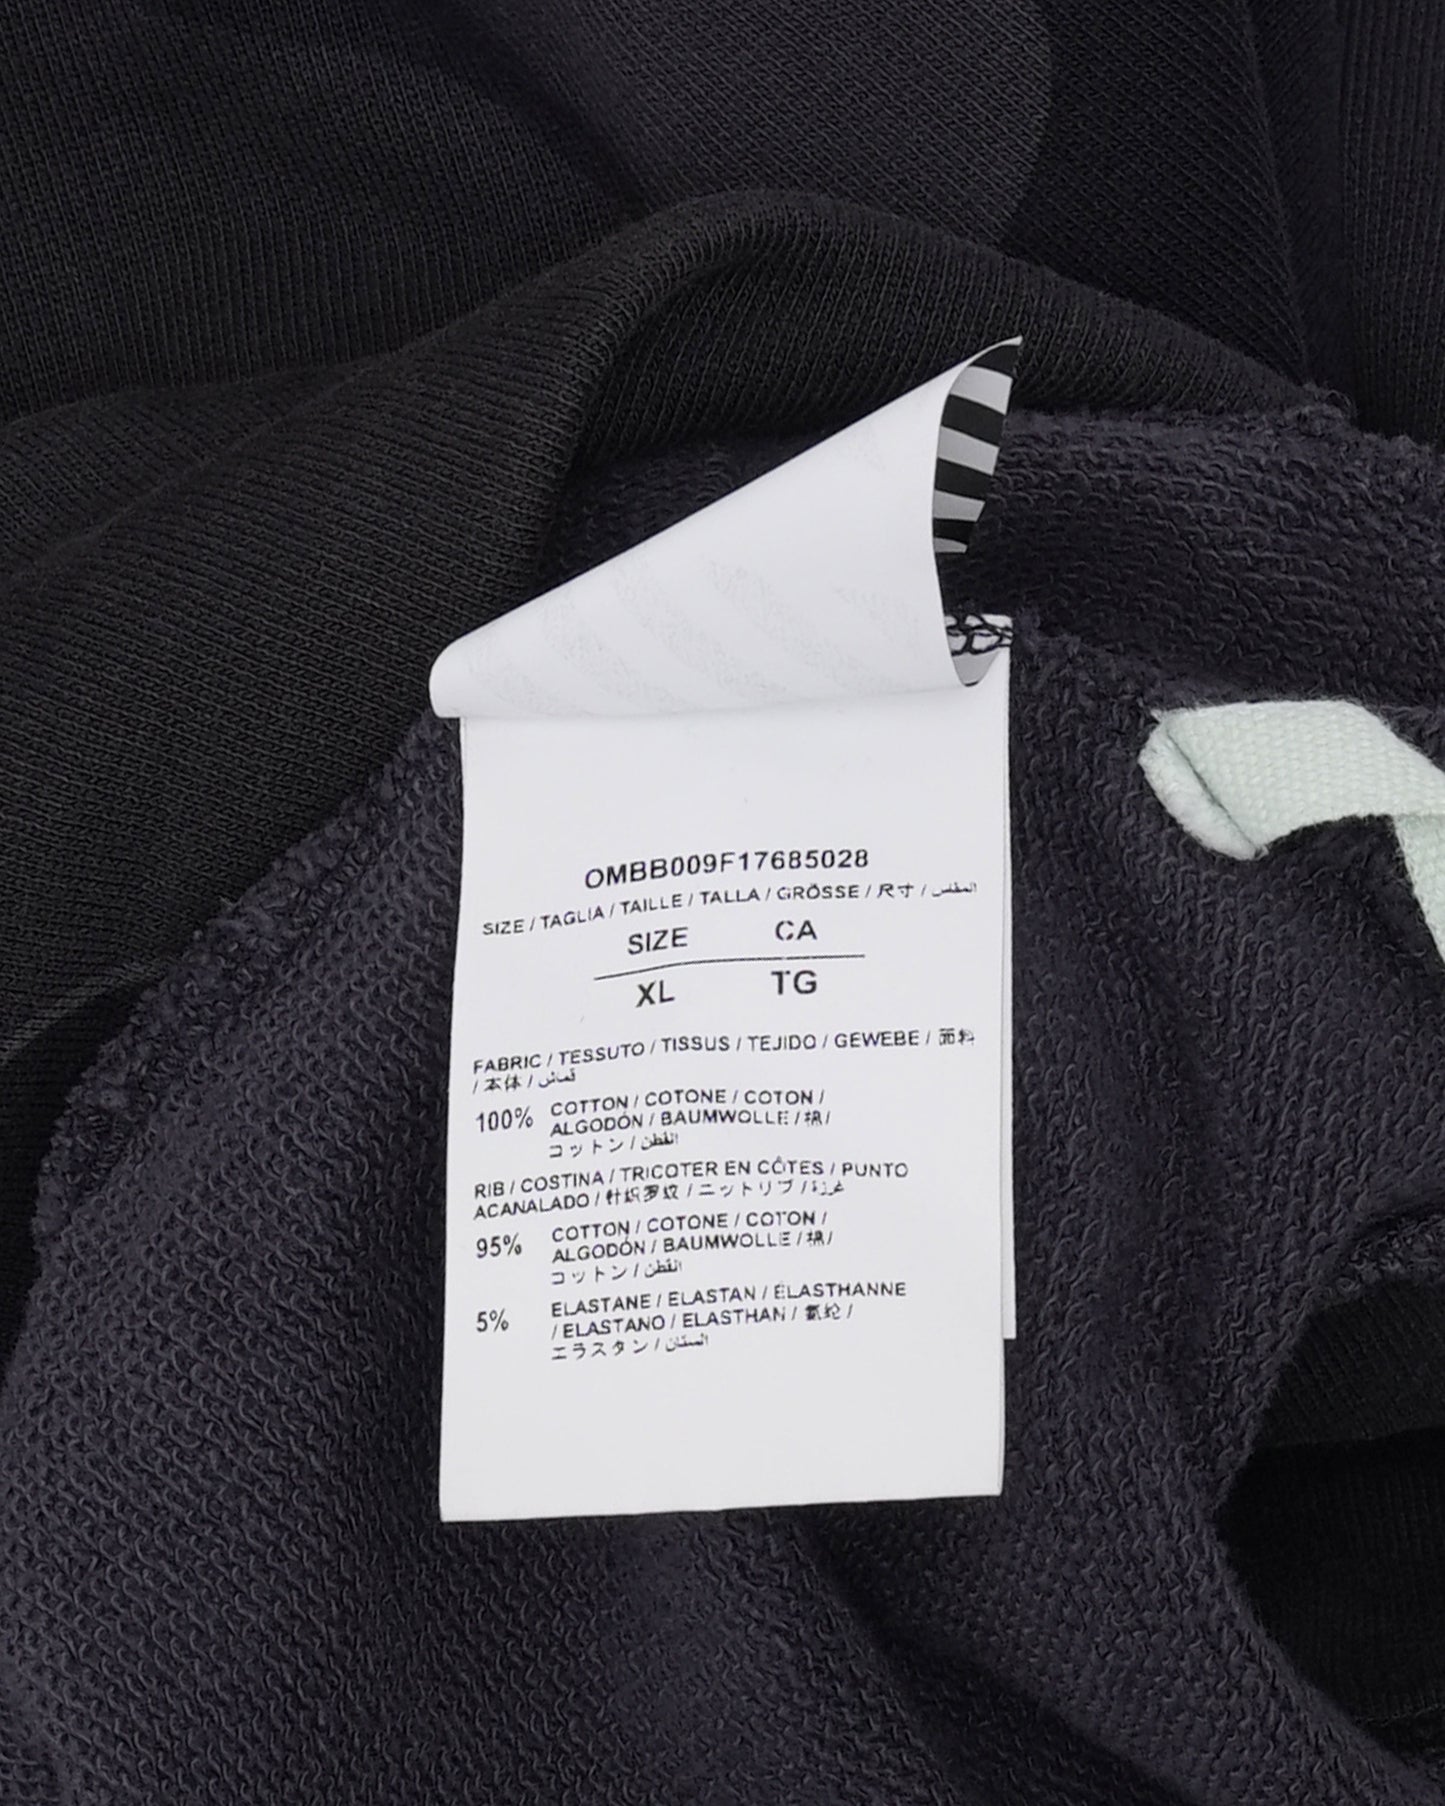 OMBB009F17685028
SIZE / TAGLIA / TAILLE / TALLA / GRÖSSE / 尺寸 / المقاس
SIZE CA
XL TG
FABRIC / TESSUTO / TISSUS / TEJIDO / GEWEBE / 面料
/ 本体 / قماش
100% COTTON / COTONE / COTON /
ALGODÓN / BAUMWOLLE / 棉 /
コットン / القطن
RIB / COSTINA / TRICOTER EN CÔTES / PUNTO
ACANALADO / 针织罗纹 / ニットリブ / غرزة
95% COTTON / COTONE / COTON /
ALGODÓN / BAUMWOLLE / 棉 /
コットン / القطن
5% ELASTANE / ELASTAN / ÉLASTHANNE
/ ELASTANO / ELASTHAN / 氨纶 /
エラスタン / الستان